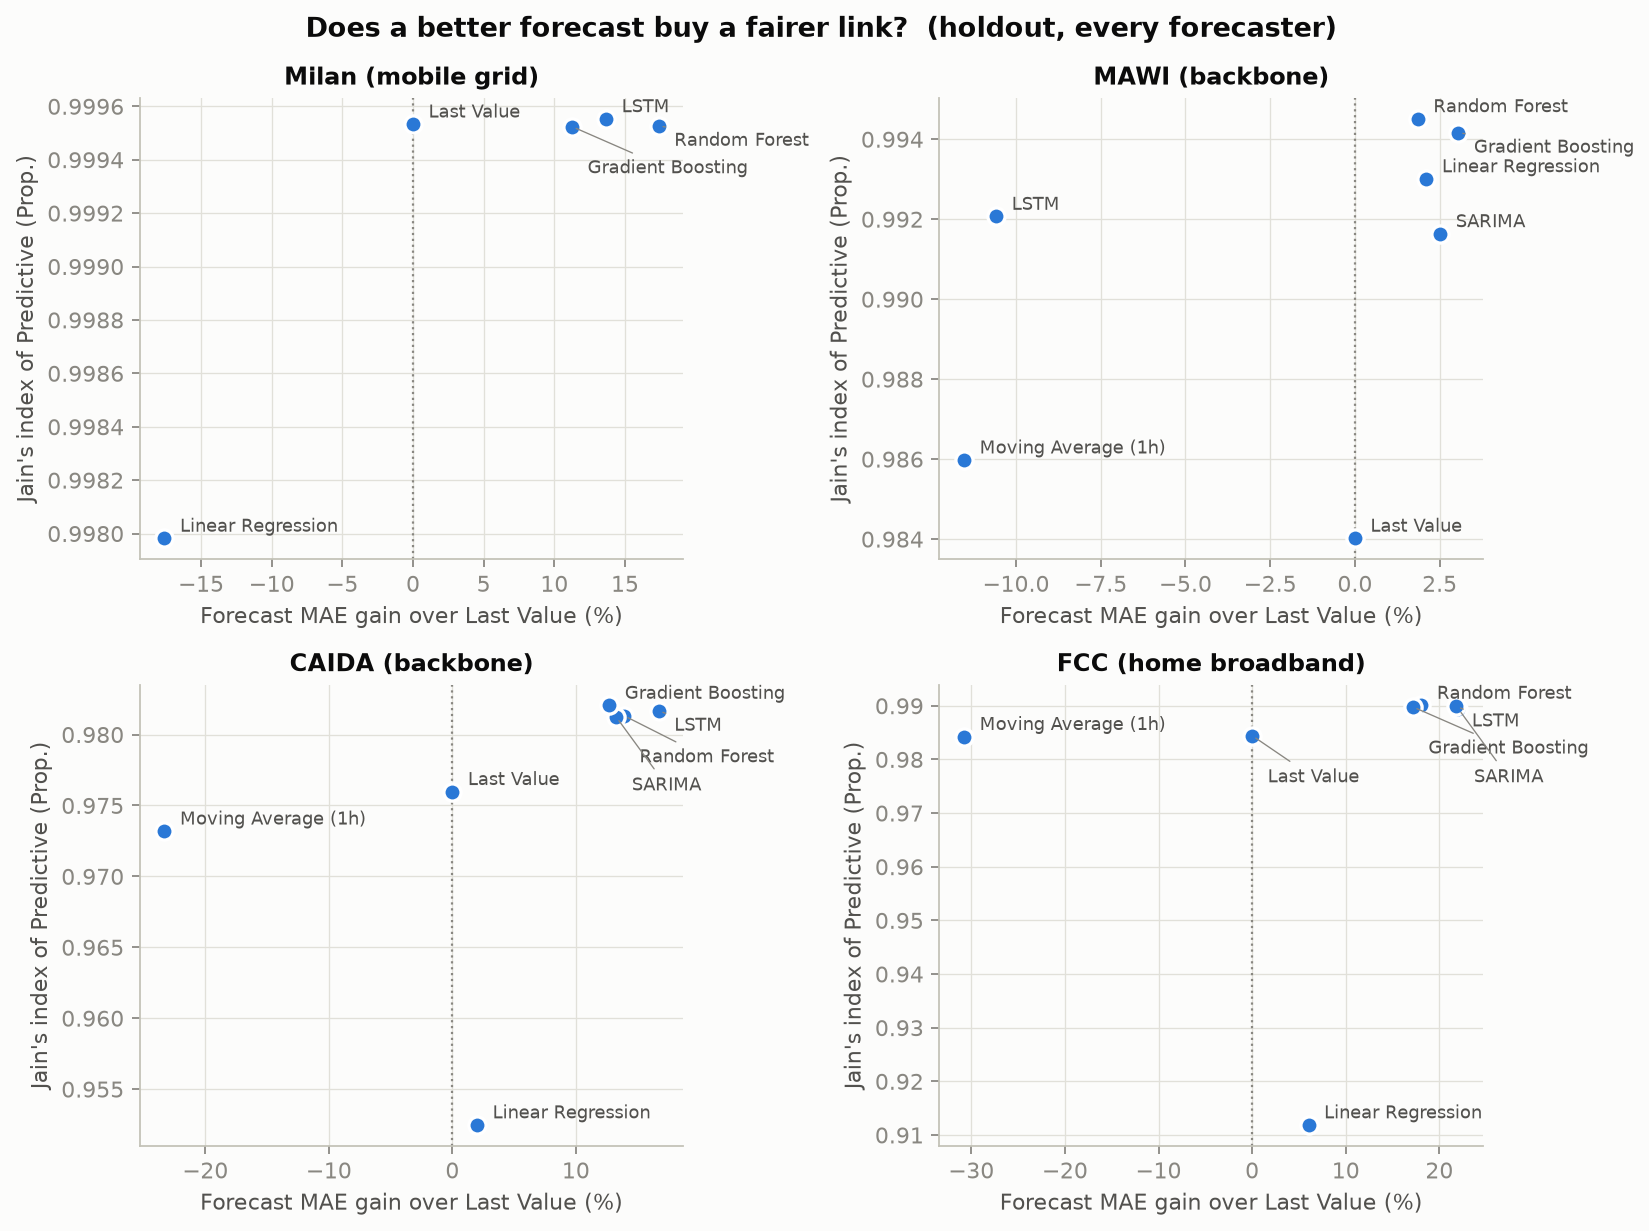 Does a better forecast buy a fairer link?  (holdout, every forecaster)
Milan (mobile grid)
Jain's index of Predictive (Prop.)
0.9996
0.9994
0.9992
0.9990
0.9988
0.9986
0.9984
0.9982
0.9980
Last Value
LSTM
Random Forest
Gradient Boosting
Linear Regression
−15
−10
−5
0
5
10
15
Forecast MAE gain over Last Value (%)
MAWI (backbone)
Jain's index of Predictive (Prop.)
0.994
0.992
0.990
0.988
0.986
0.984
Random Forest
Gradient Boosting
Linear Regression
LSTM
SARIMA
Moving Average (1h)
Last Value
−10.0
−7.5
−5.0
−2.5
0.0
2.5
Forecast MAE gain over Last Value (%)
CAIDA (backbone)
Jain's index of Predictive (Prop.)
0.980
0.975
0.970
0.965
0.960
0.955
Gradient Boosting
LSTM
Random Forest
SARIMA
Last Value
Moving Average (1h)
Linear Regression
−20
−10
0
10
Forecast MAE gain over Last Value (%)
FCC (home broadband)
Jain's index of Predictive (Prop.)
0.99
0.98
0.97
0.96
0.95
0.94
0.93
0.92
0.91
Random Forest
LSTM
Moving Average (1h)
Gradient Boosting
Last Value
SARIMA
Linear Regression
−30
−20
−10
0
10
20
Forecast MAE gain over Last Value (%)